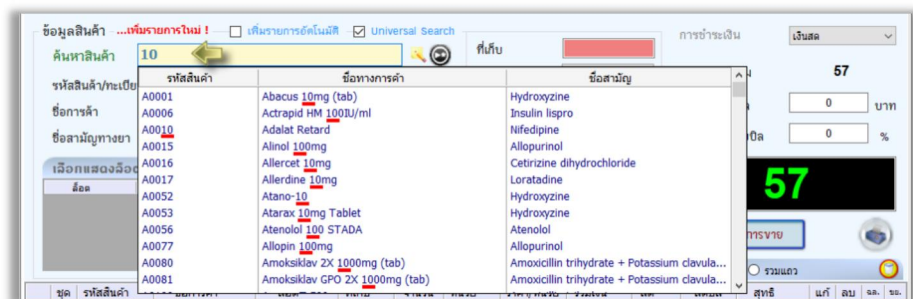 ข้อมูลสินค้า ...เพิ่มรายการใหม่ ! เพิ่มรายการอัตโนมัติ Universal Search
การชำระเงิน เงินสด
ค้นหาสินค้า 10 ที่เก็บ
57
รหัสสินค้า/ทะเบีย
รหัสสินค้า ชื่อทางการค้า ชื่อสามัญ
A0001 Abacus 10mg (tab) Hydroxyzine
ชื่อการค้า A0006 Actrapid HM 100IU/ml Insulin lispro 0 บาท
A0010 Adalat Retard Nifedipine
ชื่อสามัญทางยา A0015 Alinol 100mg Allopurinol 0 %
A0016 Allercet 10mg Cetirizine dihydrochloride
เลือกแสดงล็อต
A0017 Allerdine 10mg Loratadine
ล็อต
A0052 Atano-10 Hydroxyzine
57
A0053 Atarax 10mg Tablet Hydroxyzine
A0056 Atenolol 100 STADA Atenolol
การขาย
A0077 Allopin 100mg Allopurinol
A0080 Amoksiklav 2X 1000mg (tab) Amoxicillin trihydrate + Potassium clavula...
รวมแถว
A0081 Amoksiklav GPO 2X 1000mg (tab) Amoxicillin trihydrate + Potassium clavula...
ชุด รหัสสินค้า สุทธิ แก้ ลบ